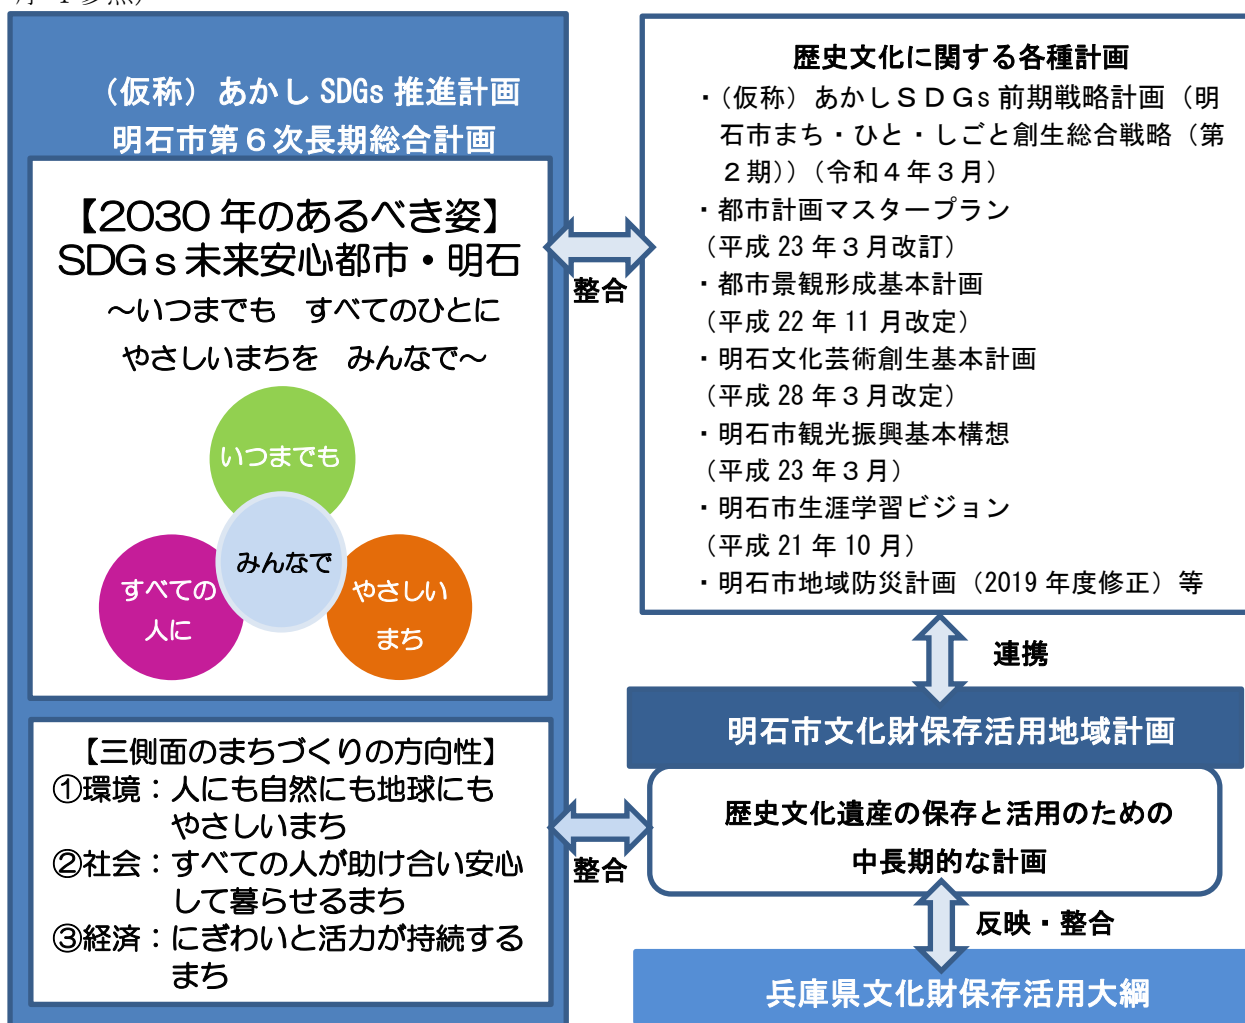 （仮称）あかし SDGs 推進計画
明石市第６次長期総合計画
【2030 年のあるべき姿】
SDGｓ未来安心都市・明石
～いつまでも　すべてのひとに
やさしいまちを　みんなで～
いつまでも
みんなで
すべての
人に
やさしい
まち
【三側面のまちづくりの方向性】
①環境：人にも自然にも地球にも
やさしいまち
②社会：すべての人が助け合い安心
して暮らせるまち
③経済：にぎわいと活力が持続する
まち
整合
整合
歴史文化に関する各種計画
・（仮称）あかしＳＤＧｓ前期戦略計画（明
石市まち・ひと・しごと創生総合戦略（第
２期））（令和４年３月）
・都市計画マスタープラン
（平成 23 年３月改訂）
・都市景観形成基本計画
（平成 22 年 11 月改定）
・明石文化芸術創生基本計画
（平成 28 年３月改定）
・明石市観光振興基本構想
（平成 23 年３月）
・明石市生涯学習ビジョン
（平成 21 年 10 月）
・明石市地域防災計画（2019 年度修正）等
連携
明石市文化財保存活用地域計画
歴史文化遺産の保存と活用のための
中長期的な計画
反映・整合
兵庫県文化財保存活用大綱